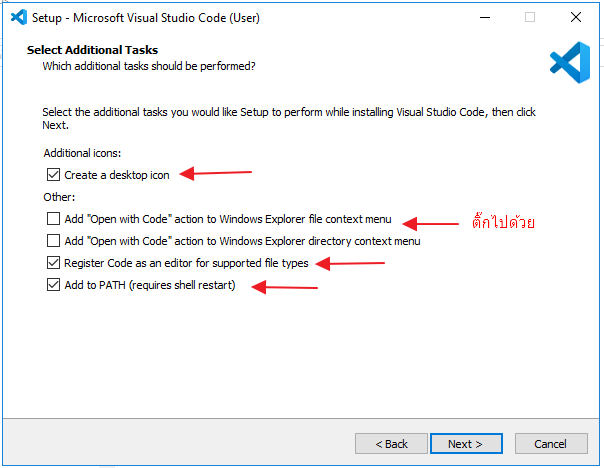 Setup - Microsoft Visual Studio Code (User)
Select Additional Tasks
Which additional tasks should be performed?
Select the additional tasks you would like Setup to perform while installing Visual Studio Code, then click
Next.
Additional icons:
Create a desktop icon
Other:
Add "Open with Code" action to Windows Explorer file context menu
ติ๊กไปด้วย
Add "Open with Code" action to Windows Explorer directory context menu
Register Code as an editor for supported file types
Add to PATH (requires shell restart)
< Back
Next >
Cancel